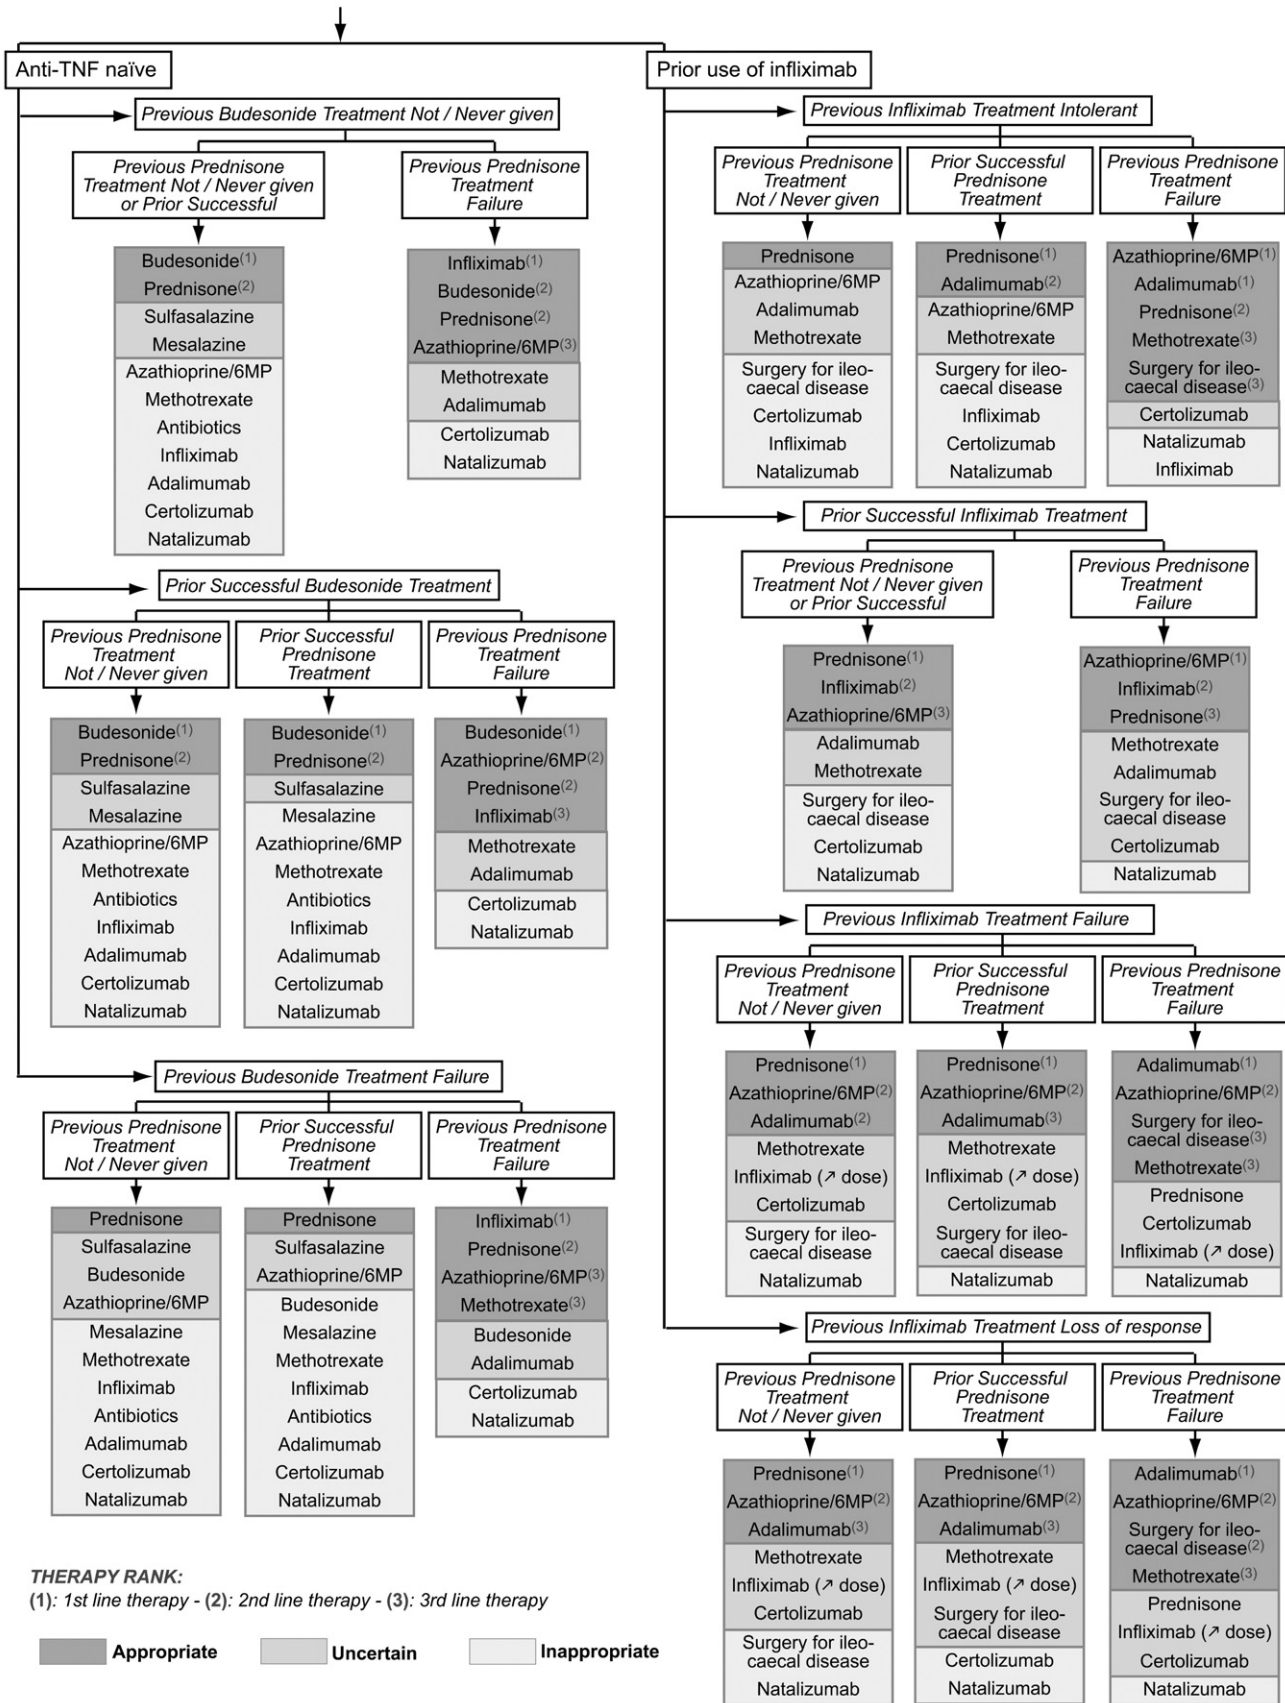 Anti-TNF naïve
Previous Budesonide Treatment Not / Never given
Previous Prednisone
Treatment Not / Never given
or Prior Successful
Budesonide(1)
Prednisone(2)
Sulfasalazine
Mesalazine
Azathioprine/6MP
Methotrexate
Antibiotics
Infliximab
Adalimumab
Certolizumab
Natalizumab
Previous Prednisone
Treatment
Failure
Infliximab(1)
Budesonide(2)
Prednisone(2)
Azathioprine/6MP(3)
Methotrexate
Adalimumab
Certolizumab
Natalizumab
Prior Successful Budesonide Treatment
Previous Prednisone
Treatment
Not / Never given
Budesonide(1)
Prednisone(2)
Sulfasalazine
Mesalazine
Azathioprine/6MP
Methotrexate
Antibiotics
Infliximab
Adalimumab
Certolizumab
Natalizumab
Prior Successful
Prednisone
Treatment
Budesonide(1)
Prednisone(2)
Sulfasalazine
Mesalazine
Azathioprine/6MP
Methotrexate
Antibiotics
Infliximab
Adalimumab
Certolizumab
Natalizumab
Previous Prednisone
Treatment
Failure
Budesonide(1)
Azathioprine/6MP(2)
Prednisone(2)
Infliximab(3)
Methotrexate
Adalimumab
Certolizumab
Natalizumab
Previous Budesonide Treatment Failure
Previous Prednisone
Treatment
Not / Never given
Prednisone
Sulfasalazine
Budesonide
Azathioprine/6MP
Mesalazine
Methotrexate
Infliximab
Antibiotics
Adalimumab
Certolizumab
Natalizumab
Prior Successful
Prednisone
Treatment
Prednisone
Sulfasalazine
Azathioprine/6MP
Budesonide
Mesalazine
Methotrexate
Infliximab
Antibiotics
Adalimumab
Certolizumab
Natalizumab
Previous Prednisone
Treatment
Failure
Infliximab(1)
Prednisone(2)
Azathioprine/6MP(3)
Methotrexate(3)
Budesonide
Adalimumab
Certolizumab
Natalizumab
Prior use of infliximab
Previous Infliximab Treatment Intolerant
Previous Prednisone
Treatment
Not / Never given
Prednisone
Azathioprine/6MP
Adalimumab
Methotrexate
Surgery for ileo-
caecal disease
Certolizumab
Infliximab
Natalizumab
Prior Successful
Prednisone
Treatment
Prednisone(1)
Adalimumab(2)
Azathioprine/6MP
Methotrexate
Surgery for ileo-
caecal disease
Infliximab
Certolizumab
Natalizumab
Previous Prednisone
Treatment
Failure
Azathioprine/6MP(1)
Adalimumab(1)
Prednisone(2)
Methotrexate(3)
Surgery for ileo-
caecal disease(3)
Certolizumab
Natalizumab
Infliximab
Prior Successful Infliximab Treatment
Previous Prednisone
Treatment Not / Never given
or Prior Successful
Prednisone(1)
Infliximab(2)
Azathioprine/6MP(3)
Adalimumab
Methotrexate
Surgery for ileo-
caecal disease
Certolizumab
Natalizumab
Previous Prednisone
Treatment
Failure
Azathioprine/6MP(1)
Infliximab(2)
Prednisone(3)
Methotrexate
Adalimumab
Surgery for ileo-
caecal disease
Certolizumab
Natalizumab
Previous Infliximab Treatment Failure
Previous Prednisone
Treatment
Not / Never given
Prednisone(1)
Azathioprine/6MP(2)
Adalimumab(2)
Methotrexate
Infliximab (↗ dose)
Certolizumab
Surgery for ileo-
caecal disease
Natalizumab
Prior Successful
Prednisone
Treatment
Prednisone(1)
Azathioprine/6MP(2)
Adalimumab(3)
Methotrexate
Infliximab (↗ dose)
Certolizumab
Surgery for ileo-
caecal disease
Natalizumab
Previous Prednisone
Treatment
Failure
Adalimumab(1)
Azathioprine/6MP(2)
Surgery for ileo-
caecal disease(3)
Methotrexate(3)
Prednisone
Certolizumab
Infliximab (↗ dose)
Natalizumab
Previous Infliximab Treatment Loss of response
Previous Prednisone
Treatment
Not / Never given
Prednisone(1)
Azathioprine/6MP(2)
Adalimumab(3)
Methotrexate
Infliximab (↗ dose)
Certolizumab
Surgery for ileo-
caecal disease
Natalizumab
Prior Successful
Prednisone
Treatment
Prednisone(1)
Azathioprine/6MP(2)
Adalimumab(3)
Methotrexate
Infliximab (↗ dose)
Surgery for ileo-
caecal disease
Certolizumab
Natalizumab
Previous Prednisone
Treatment
Failure
Adalimumab(1)
Azathioprine/6MP(2)
Surgery for ileo-
caecal disease(2)
Methotrexate(3)
Prednisone
Infliximab (↗ dose)
Certolizumab
Natalizumab
THERAPY RANK:
(1): 1st line therapy - (2): 2nd line therapy - (3): 3rd line therapy
Appropriate
Uncertain
Inappropriate